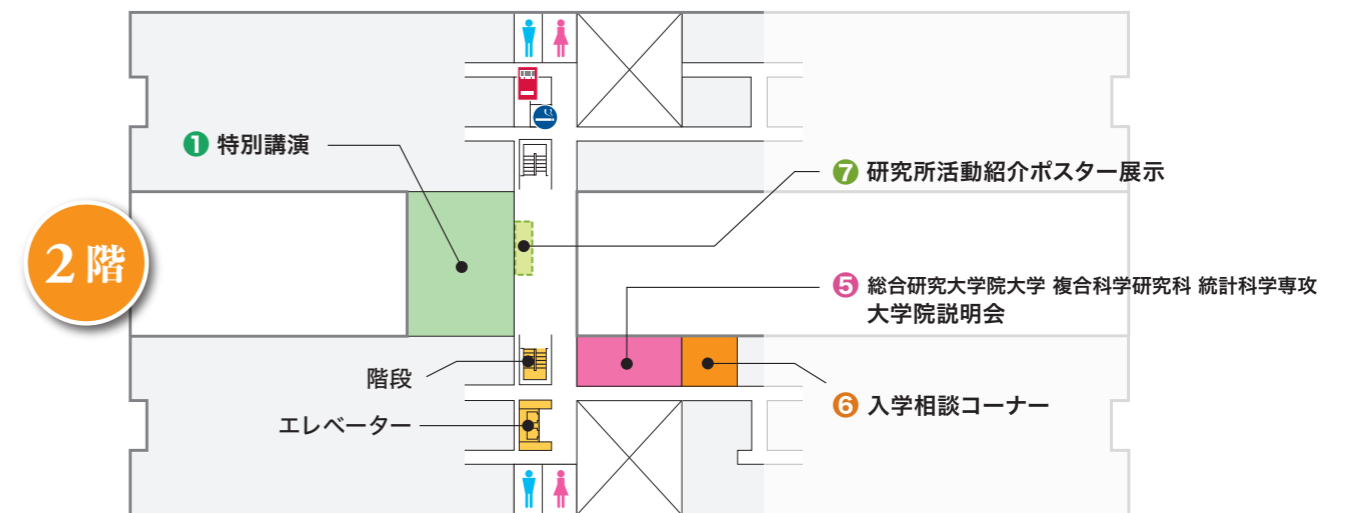 ❶ 特別講演
❼ 研究所活動紹介ポスター展示
2階
❺ 総合研究大学院大学 複合科学研究科 統計科学専攻
大学院説明会
階段
❻ 入学相談コーナー
エレベーター